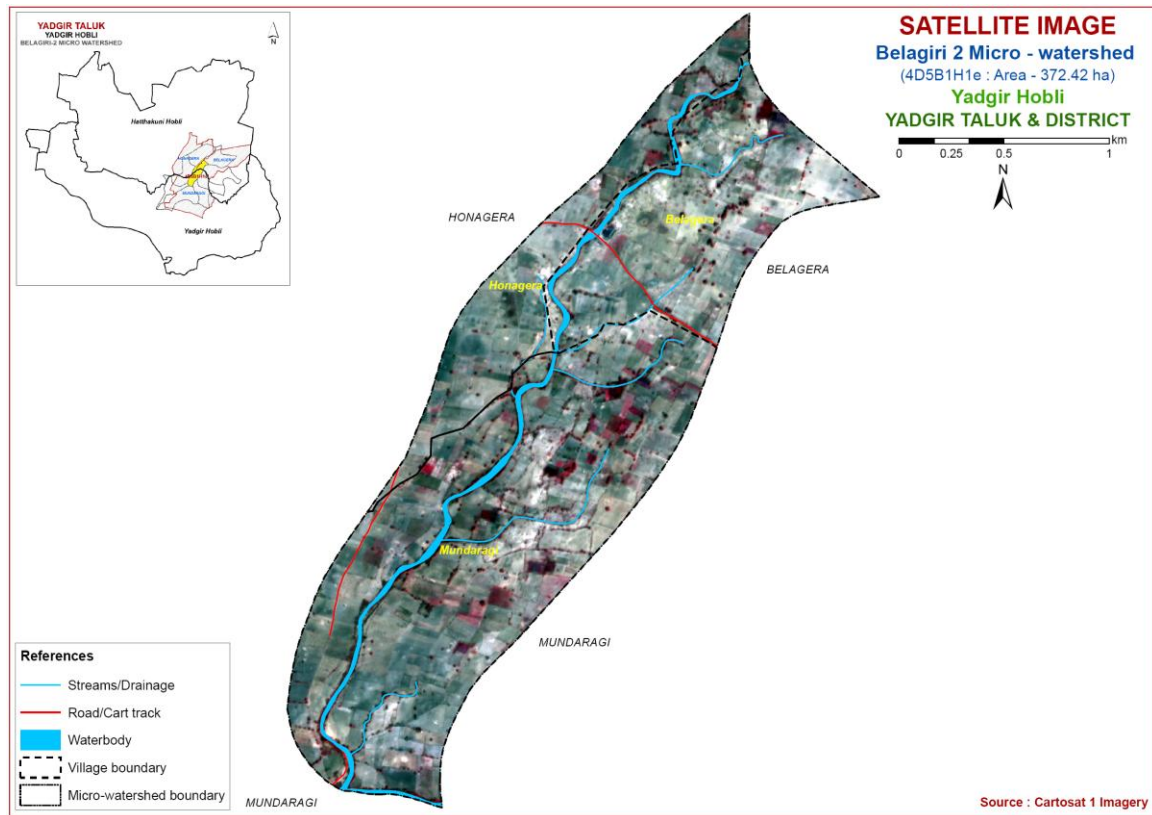 YADGIR TALUK
YADGIR HOBLI
BELAGIRI-2 MICRO WATERSHED
N
Hatthakuni Hobli
HONAGERA
BELAGERA
MUNDARAGI
Yadgir Hobli
SATELLITE IMAGE
Belagiri 2 Micro - watershed
(4D5B1H1e : Area - 372.42 ha)
Yadgir Hobli
YADGIR TALUK & DISTRICT
km
0 0.25 0.5 1
N
HONAGERA
Belagera
BELAGERA
Honagera
Mundaragi
MUNDARAGI
References
Streams/Drainage
Road/Cart track
Waterbody
Village boundary
Micro-watershed boundary
MUNDARAGI
Source : Cartosat 1 Imagery